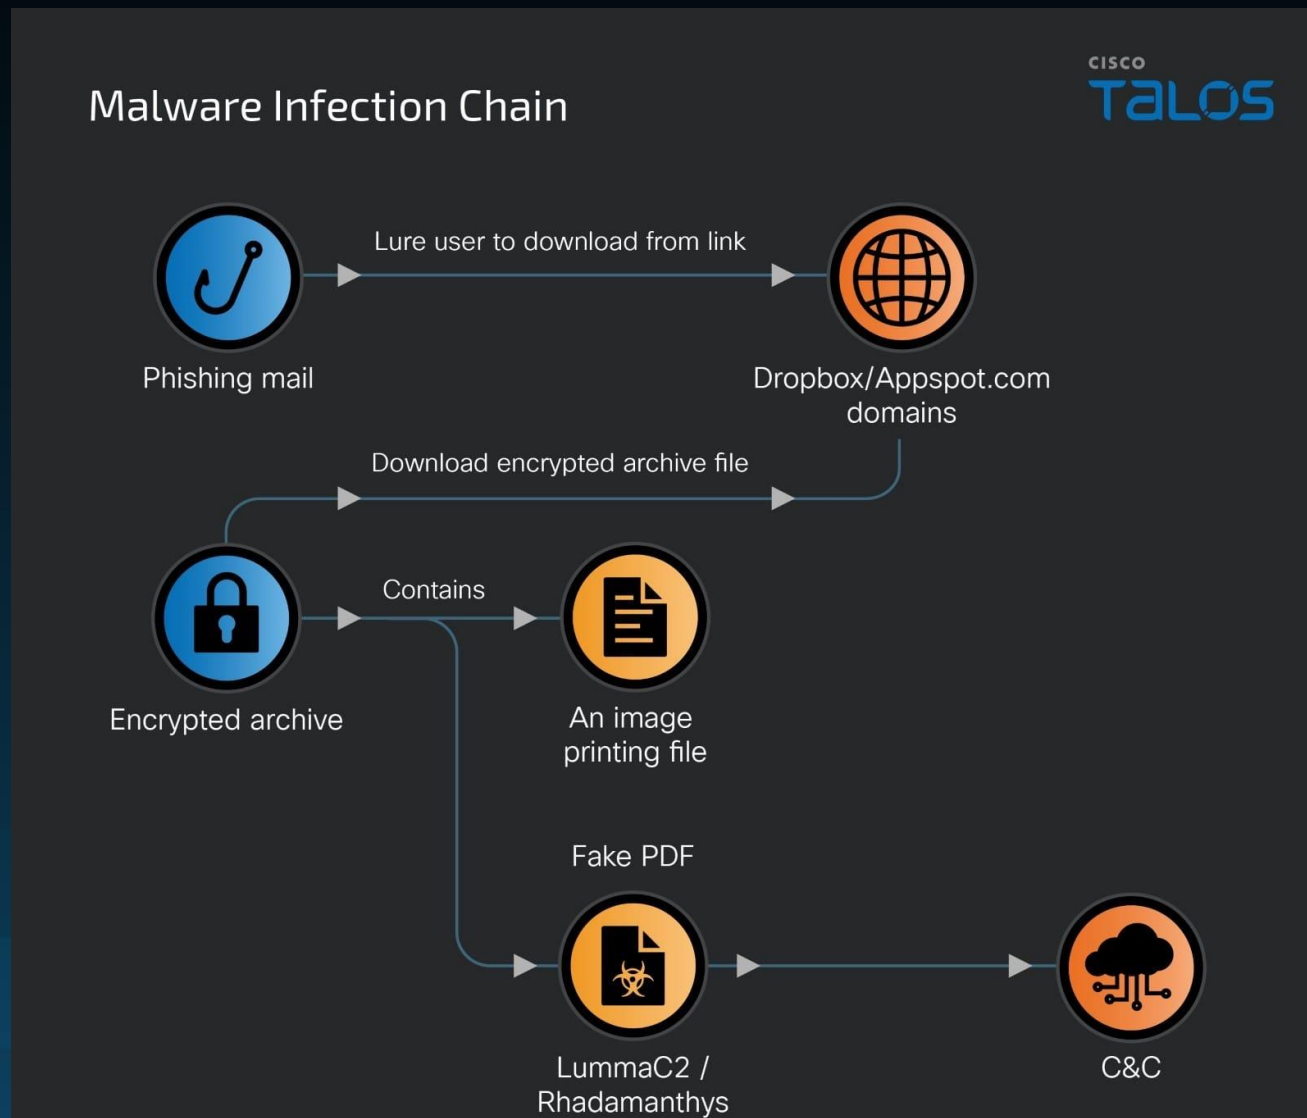 CISCO
TALOS
Malware Infection Chain
Lure user to download from link
Phishing mail
Dropbox/Appspot.com
domains
Download encrypted archive file
Contains
Encrypted archive
An image
printing file
Fake PDF
LummaC2 /
Rhadamanthys
C&C